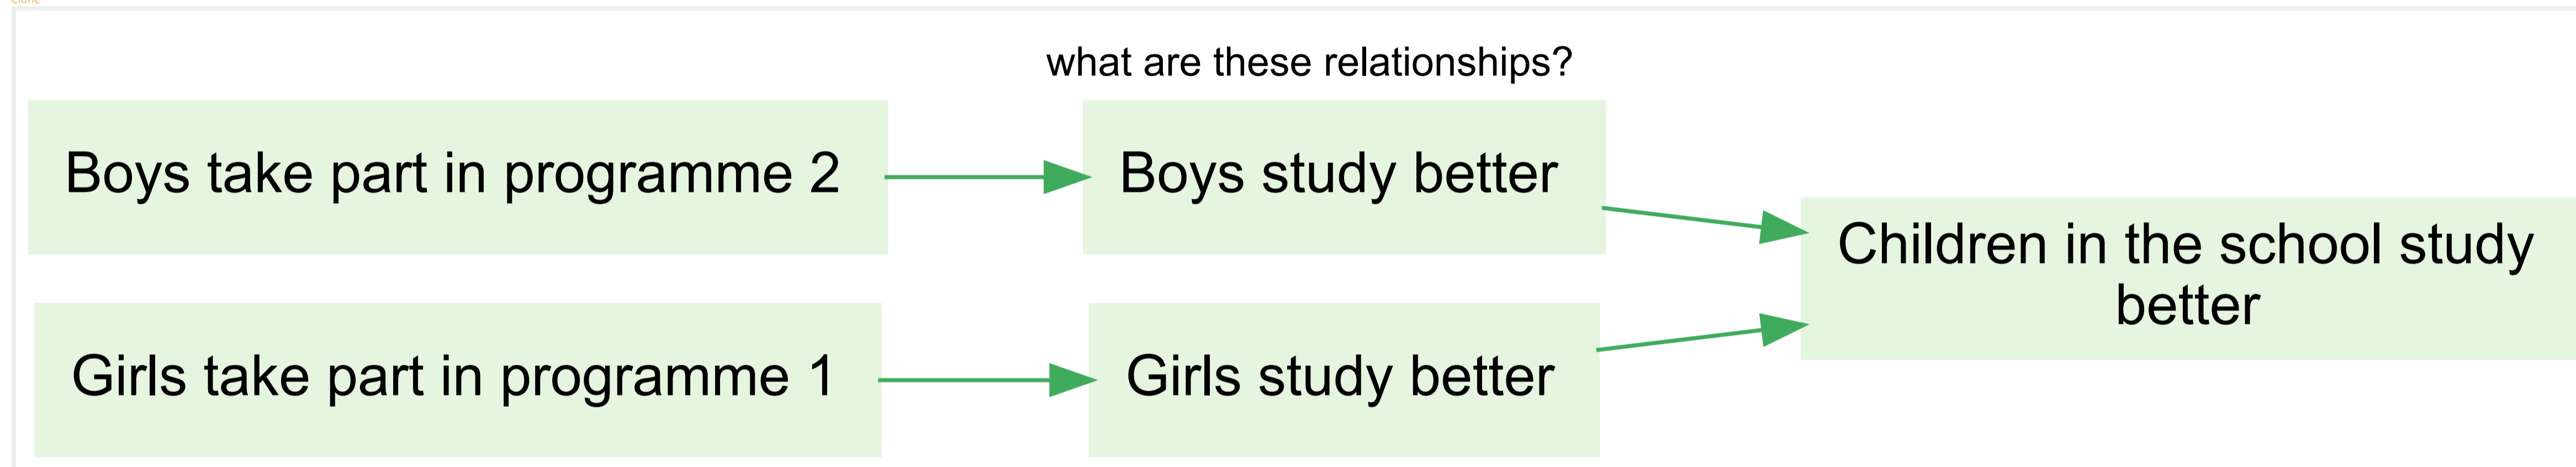 Clone
what are these relationships?
Boys take part in programme 2
Boys study better
Children in the school study
better
Girls take part in programme 1
Girls study better